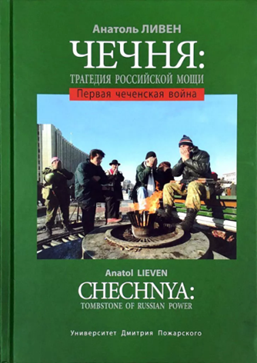 Анатоль ЛИВЕН
ЧЕЧНЯ:
ТРАГЕДИЯ РОССИЙСКОЙ МОЩИ
Первая чеченская война
Anatol LIEVEN
CHECHNYA:
TOMBSTONE OF RUSSIAN POWER
Университет Дмитрия Пожарского